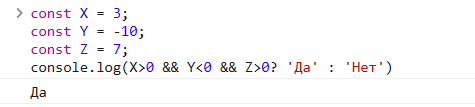 const X = 3;
const Y = -10;
const Z = 7;
console.log(X>0 && Y<0 && Z>0? 'Да' : 'Нет')
Да